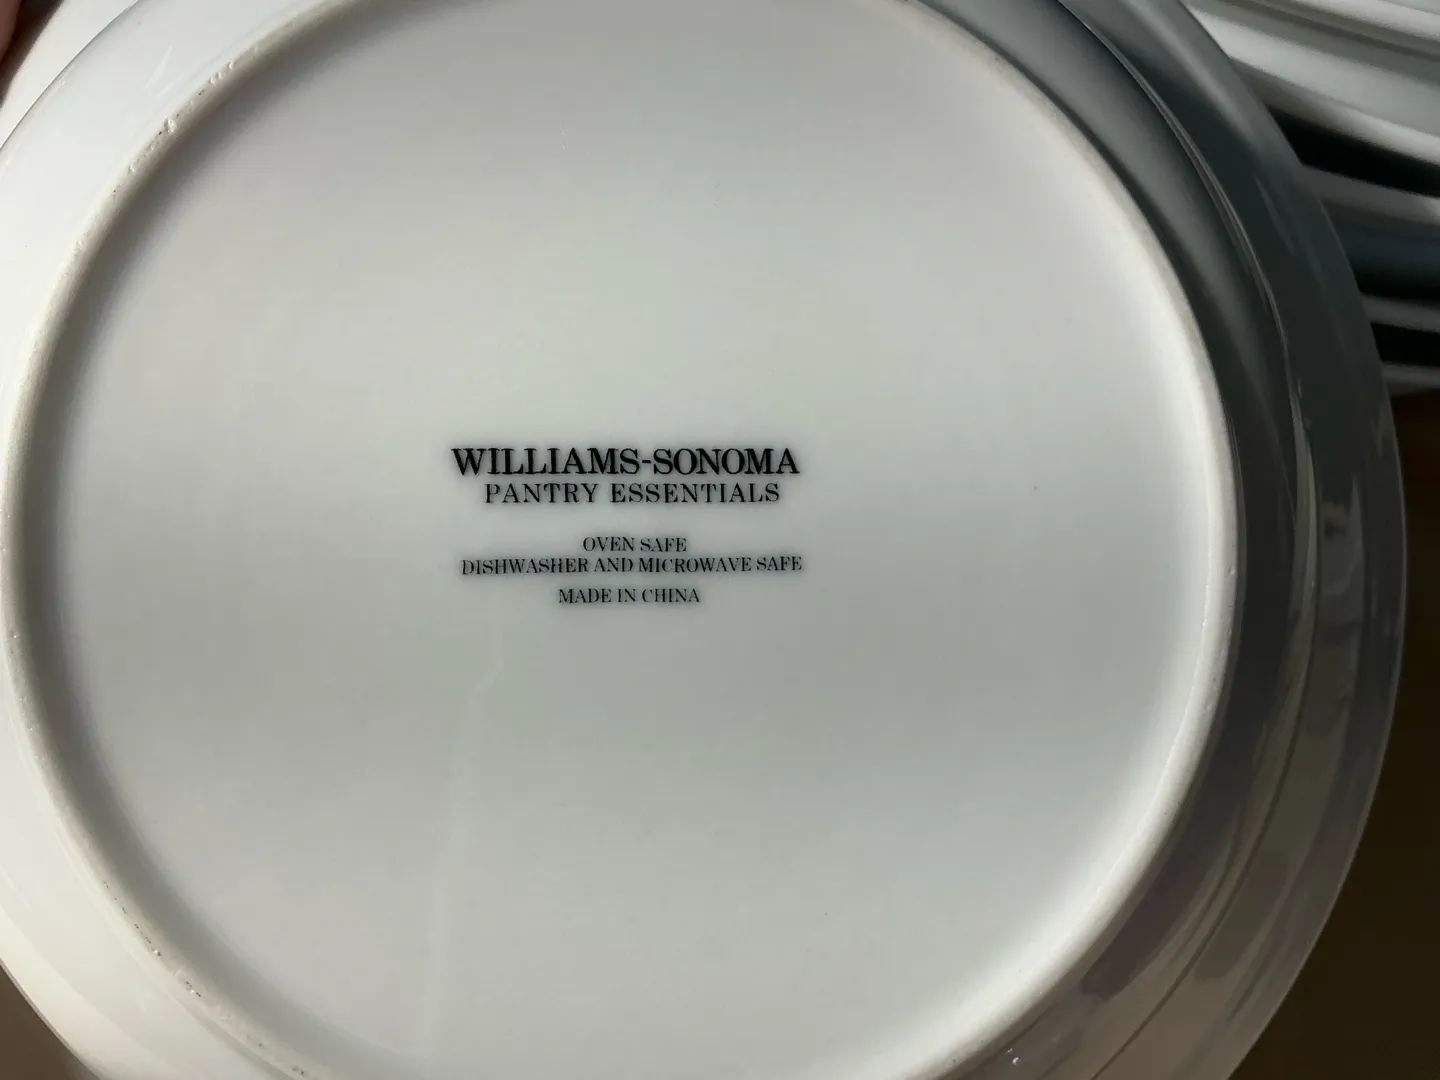 WILLIAMS-SONOMA
PANTRY ESSENTIALS
OVEN SAFE
DISHWASHER AND MICROWAVE SAFE
MADE IN CHINA